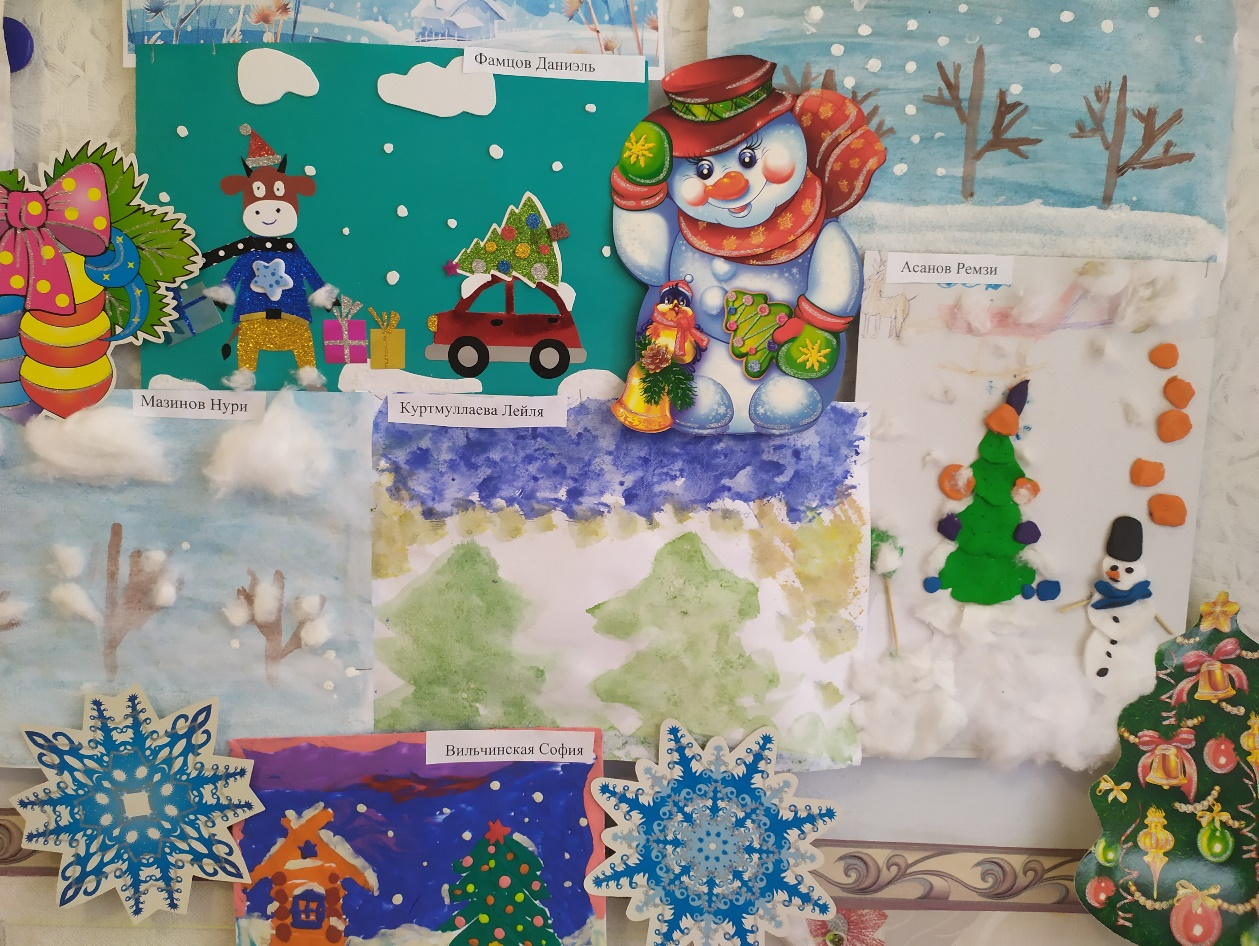 Фамцов Даниэль
Асанов Ремзи
Мазинов Нури
Куртмуллаева Лейля
Вильчинская София